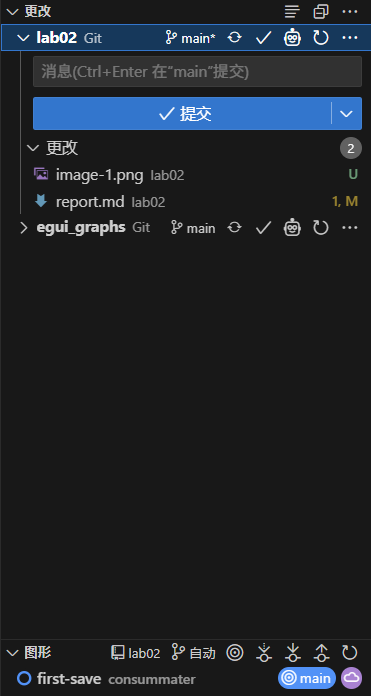 更改
lab02 Git main*
消息(Ctrl+Enter 在"main"提交)
提交
更改 2
image-1.png lab02 U
report.md lab02 1, M
egui_graphs Git main
图形 lab02 自动
first-save consummater main